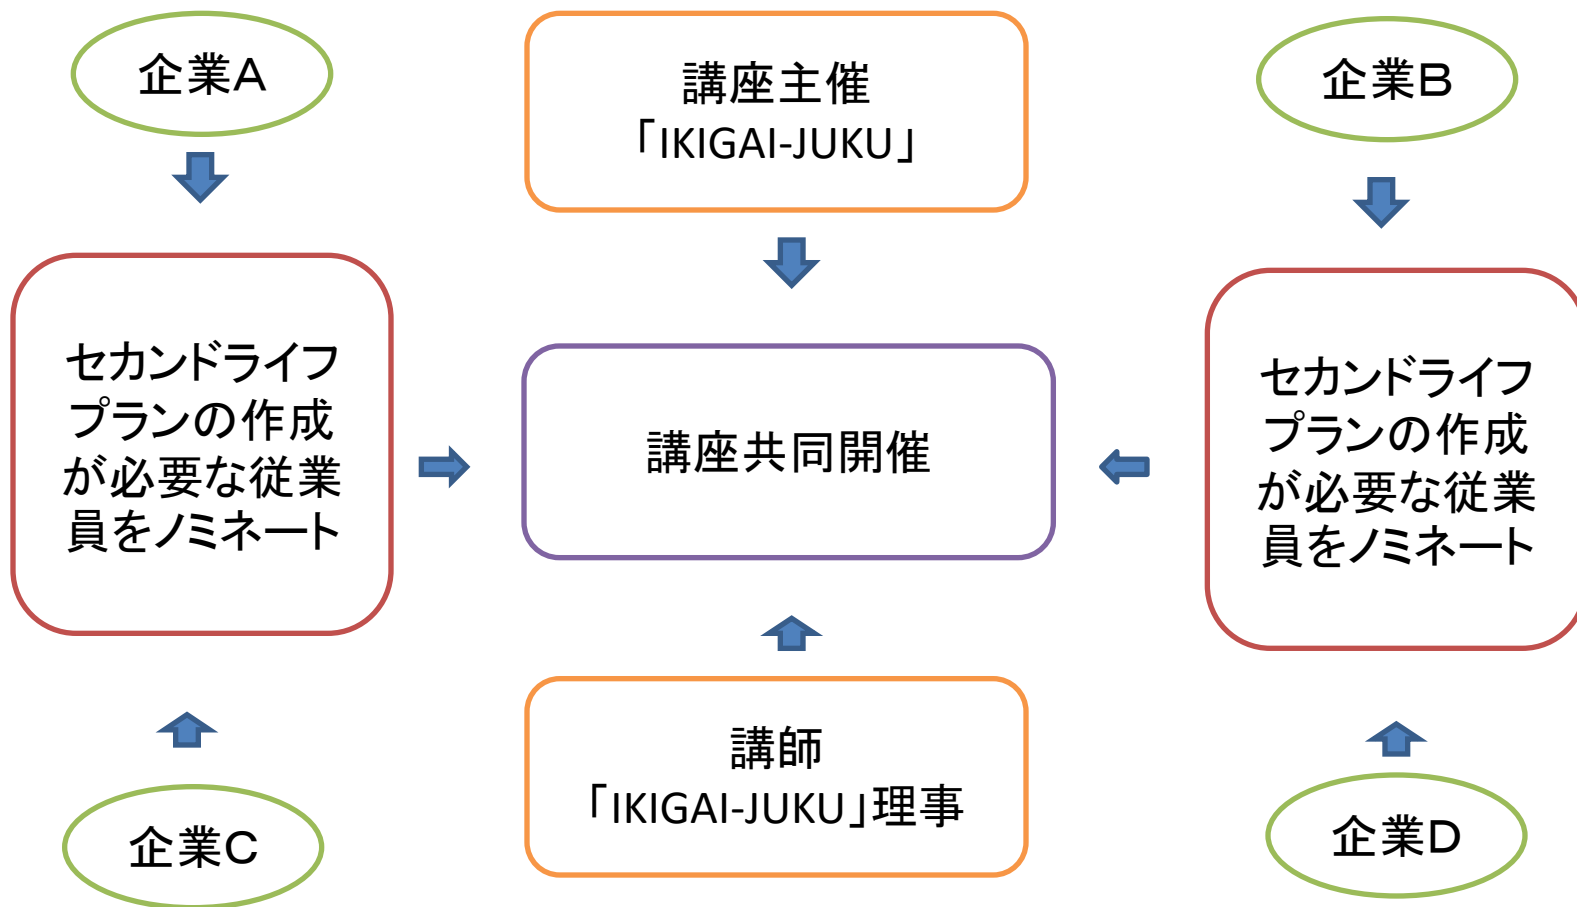 企業A
講座主催
「IKIGAI-JUKU」
企業B
セカンドライフ
プランの作成
が必要な従業
員をノミネート
講座共同開催
セカンドライフ
プランの作成
が必要な従業
員をノミネート
企業C
講師
「IKIGAI-JUKU」理事
企業D